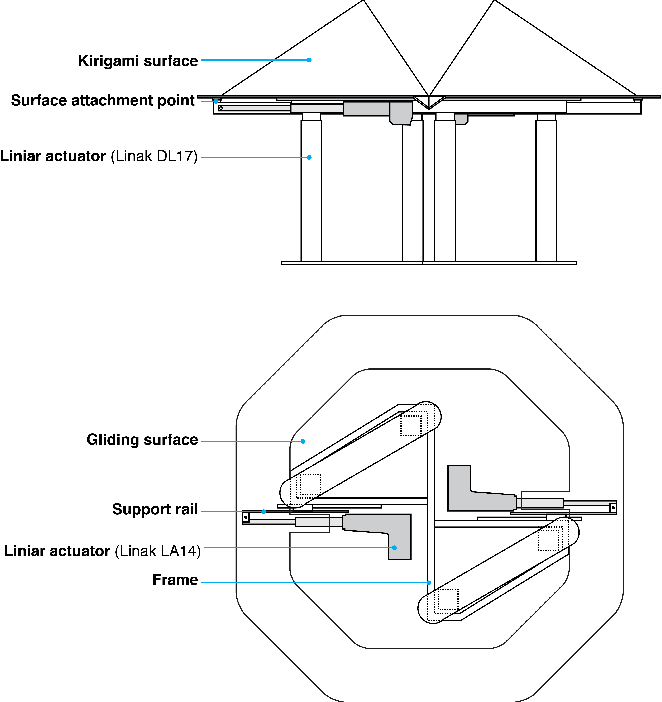 Kirigami surface
Surface attachment point
Liniar actuator (Linak DL17)
Gliding surface
Support rail
Liniar actuator (Linak LA14)
Frame